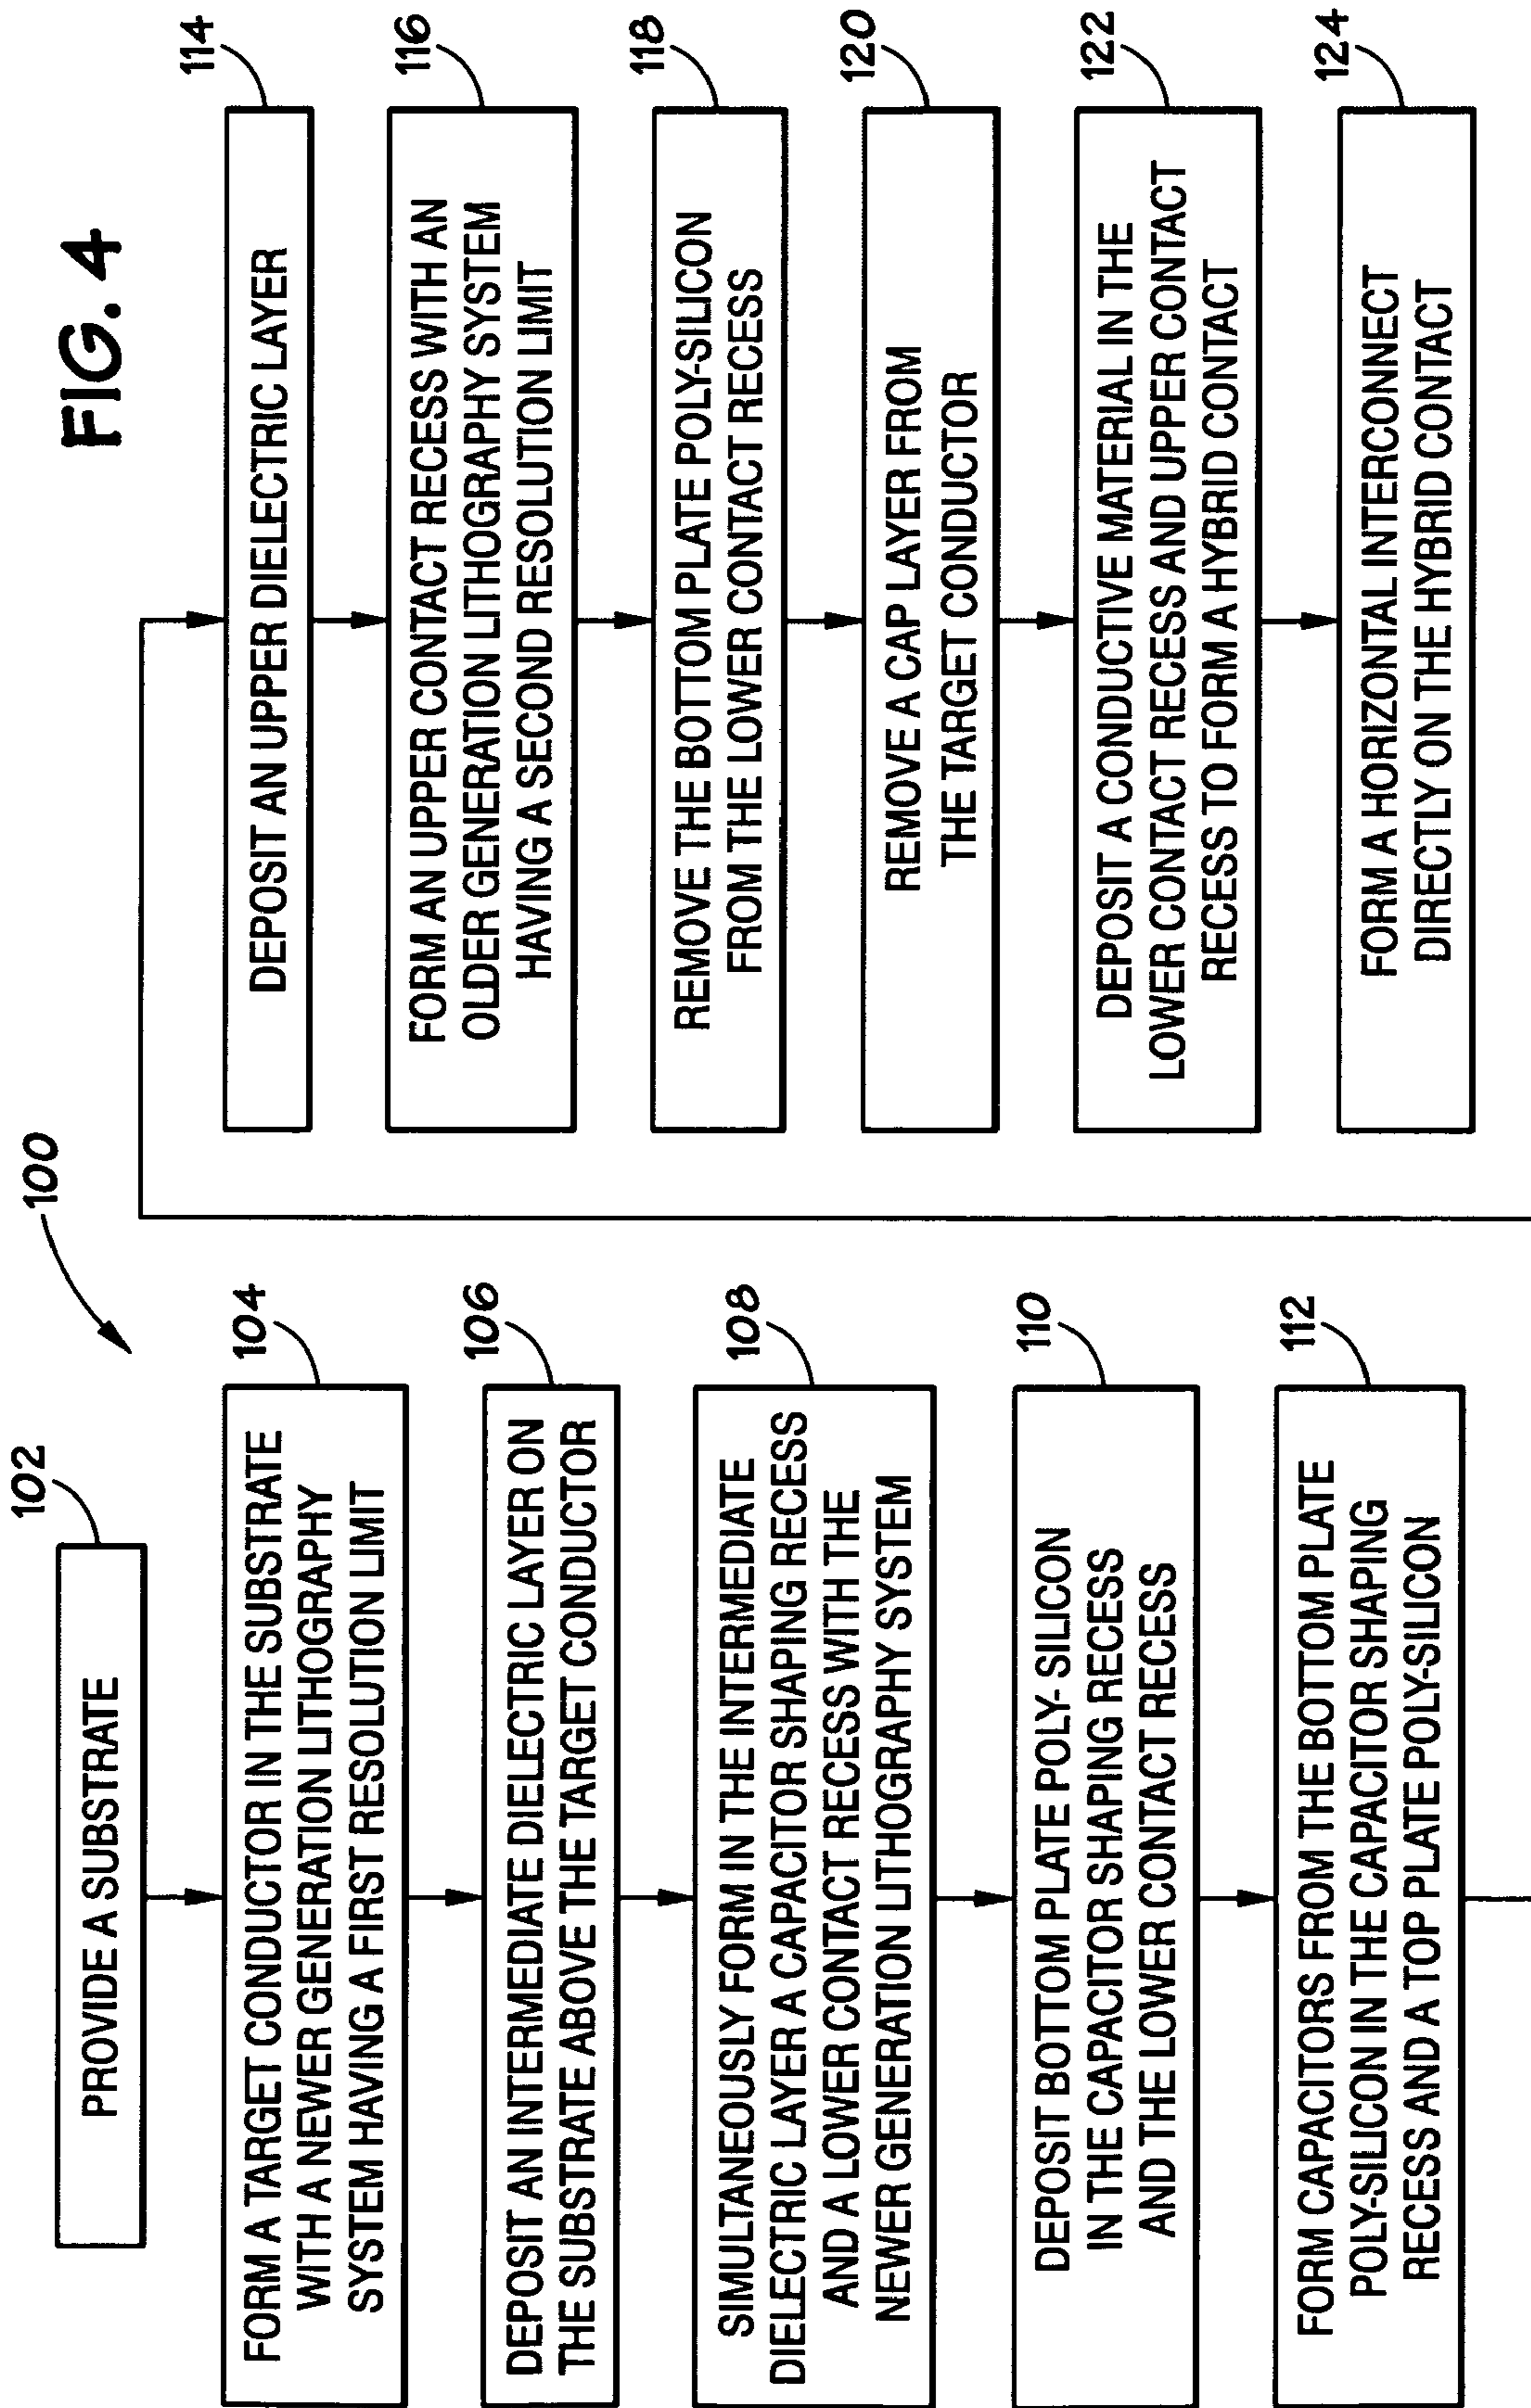 FIG. 4
100
102
PROVIDE A SUBSTRATE
104
FORM A TARGET CONDUCTOR IN THE SUBSTRATE
WITH A NEWER GENERATION LITHOGRAPHY
SYSTEM HAVING A FIRST RESOLUTION LIMIT
106
DEPOSIT AN INTERMEDIATE DIELECTRIC LAYER ON
THE SUBSTRATE ABOVE THE TARGET CONDUCTOR
108
SIMULTANEOUSLY FORM IN THE INTERMEDIATE
DIELECTRIC LAYER A CAPACITOR SHAPING RECESS
AND A LOWER CONTACT RECESS WITH THE
NEWER GENERATION LITHOGRAPHY SYSTEM
110
DEPOSIT BOTTOM PLATE POLY-SILICON
IN THE CAPACITOR SHAPING RECESS
AND THE LOWER CONTACT RECESS
112
FORM CAPACITORS FROM THE BOTTOM PLATE
POLY-SILICON IN THE CAPACITOR SHAPING
RECESS AND A TOP PLATE POLY-SILICON
114
DEPOSIT AN UPPER DIELECTRIC LAYER
116
FORM AN UPPER CONTACT RECESS WITH AN
OLDER GENERATION LITHOGRAPHY SYSTEM
HAVING A SECOND RESOLUTION LIMIT
118
REMOVE THE BOTTOM PLATE POLY-SILICON
FROM THE LOWER CONTACT RECESS
120
REMOVE A CAP LAYER FROM
THE TARGET CONDUCTOR
122
DEPOSIT A CONDUCTIVE MATERIAL IN THE
LOWER CONTACT RECESS AND UPPER CONTACT
RECESS TO FORM A HYBRID CONTACT
124
FORM A HORIZONTAL INTERCONNECT
DIRECTLY ON THE HYBRID CONTACT